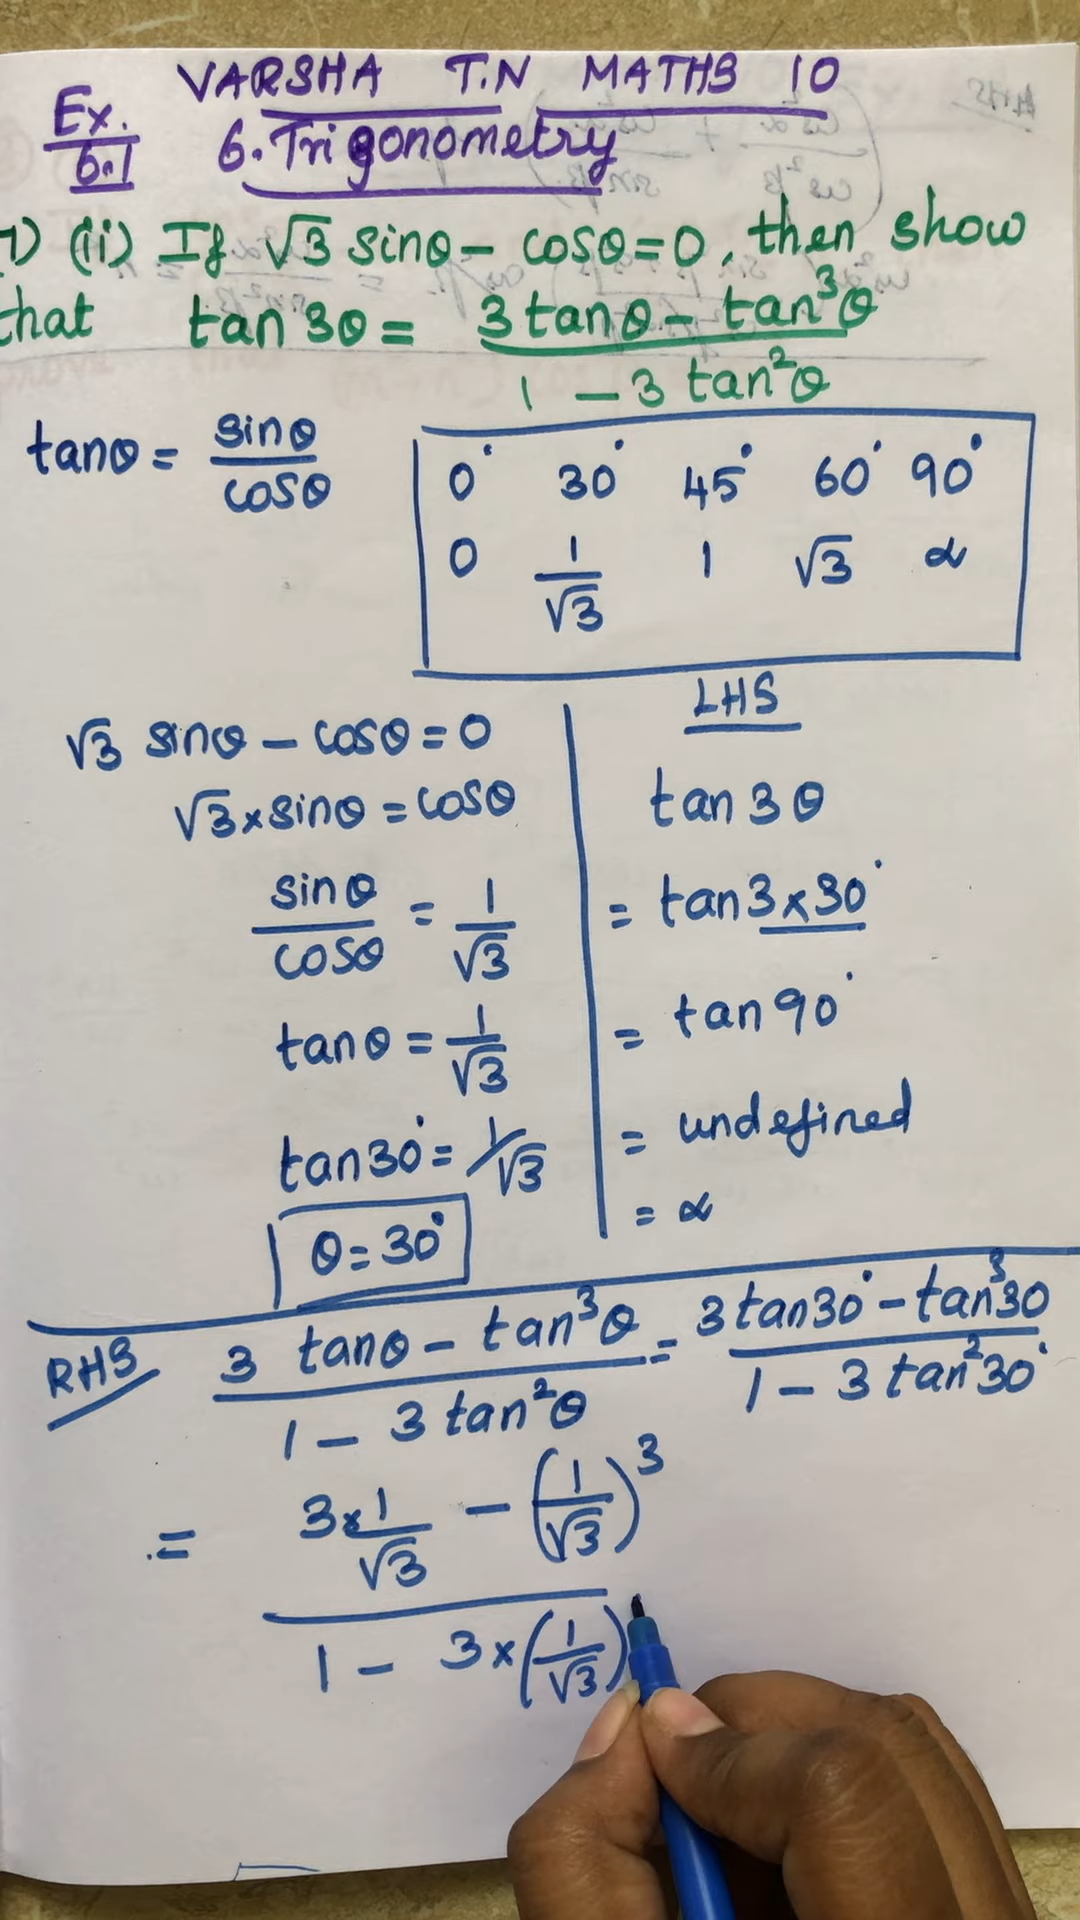 VARSHA T.N MATHS 10
Ex. 6.1
6. Trigonometry
7) (ii) If √3 sinθ - cosθ = 0, then show
that tan 3θ = (3 tanθ - tan³θ) / (1 - 3 tan²θ)
tanθ = sinθ / cosθ
0° 30° 45° 60° 90°
0 1/√3 1 √3 α
√3 sinθ - cosθ = 0
√3 × sinθ = cosθ
sinθ / cosθ = 1/√3
tanθ = 1/√3
tan30° = 1/√3
θ = 30°
LHS
tan 3θ
= tan 3×30°
= tan 90°
= undefined
= α
RHS (3 tanθ - tan³θ) / (1 - 3 tan²θ) = (3 tan30° - tan³30) / (1 - 3 tan²30°)
= (3×1/√3 - (1/√3)³) / (1 - 3×(1/√3)